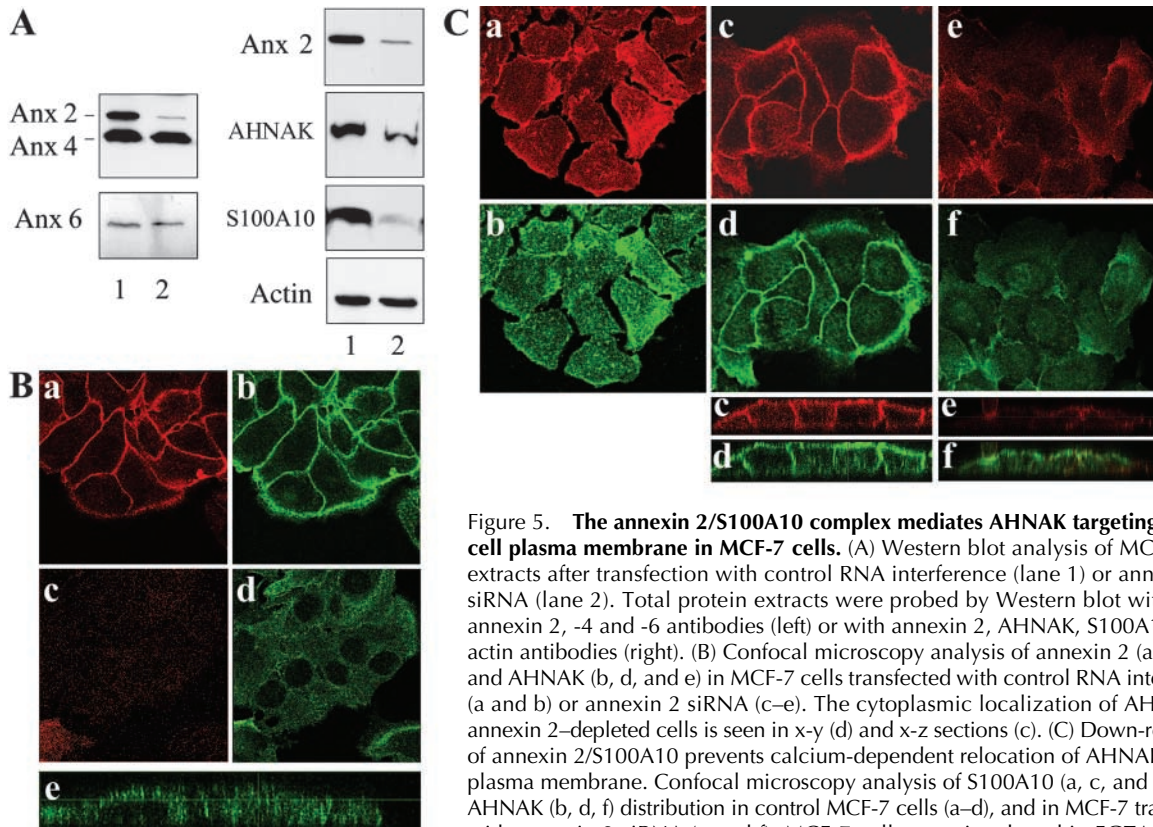 A
Anx 2
Anx 4
Anx 6
1 2
Anx 2
AHNAK
S100A10
Actin
1 2
B
a
b
c
d
e
C
a
c
e
b
d
f
c
e
d
f
Figure 5. The annexin 2/S100A10 complex mediates AHNAK targeting
cell plasma membrane in MCF-7 cells. (A) Western blot analysis of MC
extracts after transfection with control RNA interference (lane 1) or ann
siRNA (lane 2). Total protein extracts were probed by Western blot wi
annexin 2, -4 and -6 antibodies (left) or with annexin 2, AHNAK, S100A1
actin antibodies (right). (B) Confocal microscopy analysis of annexin 2 (a
and AHNAK (b, d, and e) in MCF-7 cells transfected with control RNA inte
(a and b) or annexin 2 siRNA (c–e). The cytoplasmic localization of AH
annexin 2–depleted cells is seen in x-y (d) and x-z sections (c). (C) Down-r
of annexin 2/S100A10 prevents calcium-dependent relocation of AHNAK
plasma membrane. Confocal microscopy analysis of S100A10 (a, c, and
AHNAK (b, d, f) distribution in control MCF-7 cells (a–d), and in MCF-7 tra